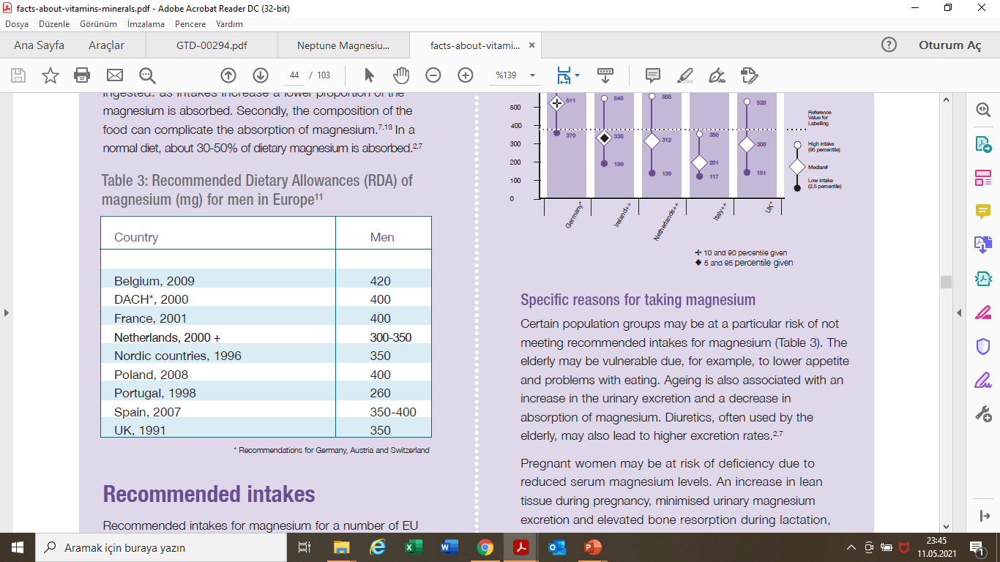 facts-about-vitamins-minerals.pdf - Adobe Acrobat Reader DC (32-bit)
Dosya Düzenle Görünüm İmzalama Pencere Yardım
Ana Sayfa Araçlar GTD-00294.pdf Neptune Magnesiu... facts-about-vitami... × Oturum Aç
44 / 103 %139
ingested: as intakes increase a lower proportion of the
magnesium is absorbed. Secondly, the composition of the
food can complicate the absorption of magnesium.7,13 In a
normal diet, about 30-50% of dietary magnesium is absorbed.2,7
Table 3: Recommended Dietary Allowances (RDA) of
magnesium (mg) for men in Europe11
Country Men
Belgium, 2009 420
DACH*, 2000 400
France, 2001 400
Netherlands, 2000 + 300-350
Nordic countries, 1996 350
Poland, 2008 400
Portugal, 1998 260
Spain, 2007 350-400
UK, 1991 350
* Recommendations for Germany, Austria and Switzerland
Recommended intakes
Recommended intakes for magnesium for a number of EU
500
400
300
200
100
0
511 545 558 528
370 338 312 350 300
199 139 201 151
117
Germany* Ireland++ Netherlands++ Italy++ UK*
Reference
Value for
Labelling
High intake
(95 percentile)
Median#
Low intake
(2.5 percentile)
10 and 90 percentile given
5 and 95 percentile given
Specific reasons for taking magnesium
Certain population groups may be at a particular risk of not
meeting recommended intakes for magnesium (Table 3). The
elderly may be vulnerable due, for example, to lower appetite
and problems with eating. Ageing is also associated with an
increase in the urinary excretion and a decrease in
absorption of magnesium. Diuretics, often used by the
elderly, may also lead to higher excretion rates.2,7
Pregnant women may be at risk of deficiency due to
reduced serum magnesium levels. An increase in lean
tissue during pregnancy, minimised urinary magnesium
excretion and elevated bone resorption during lactation,
Aramak için buraya yazın
23:45
11.05.2021
1